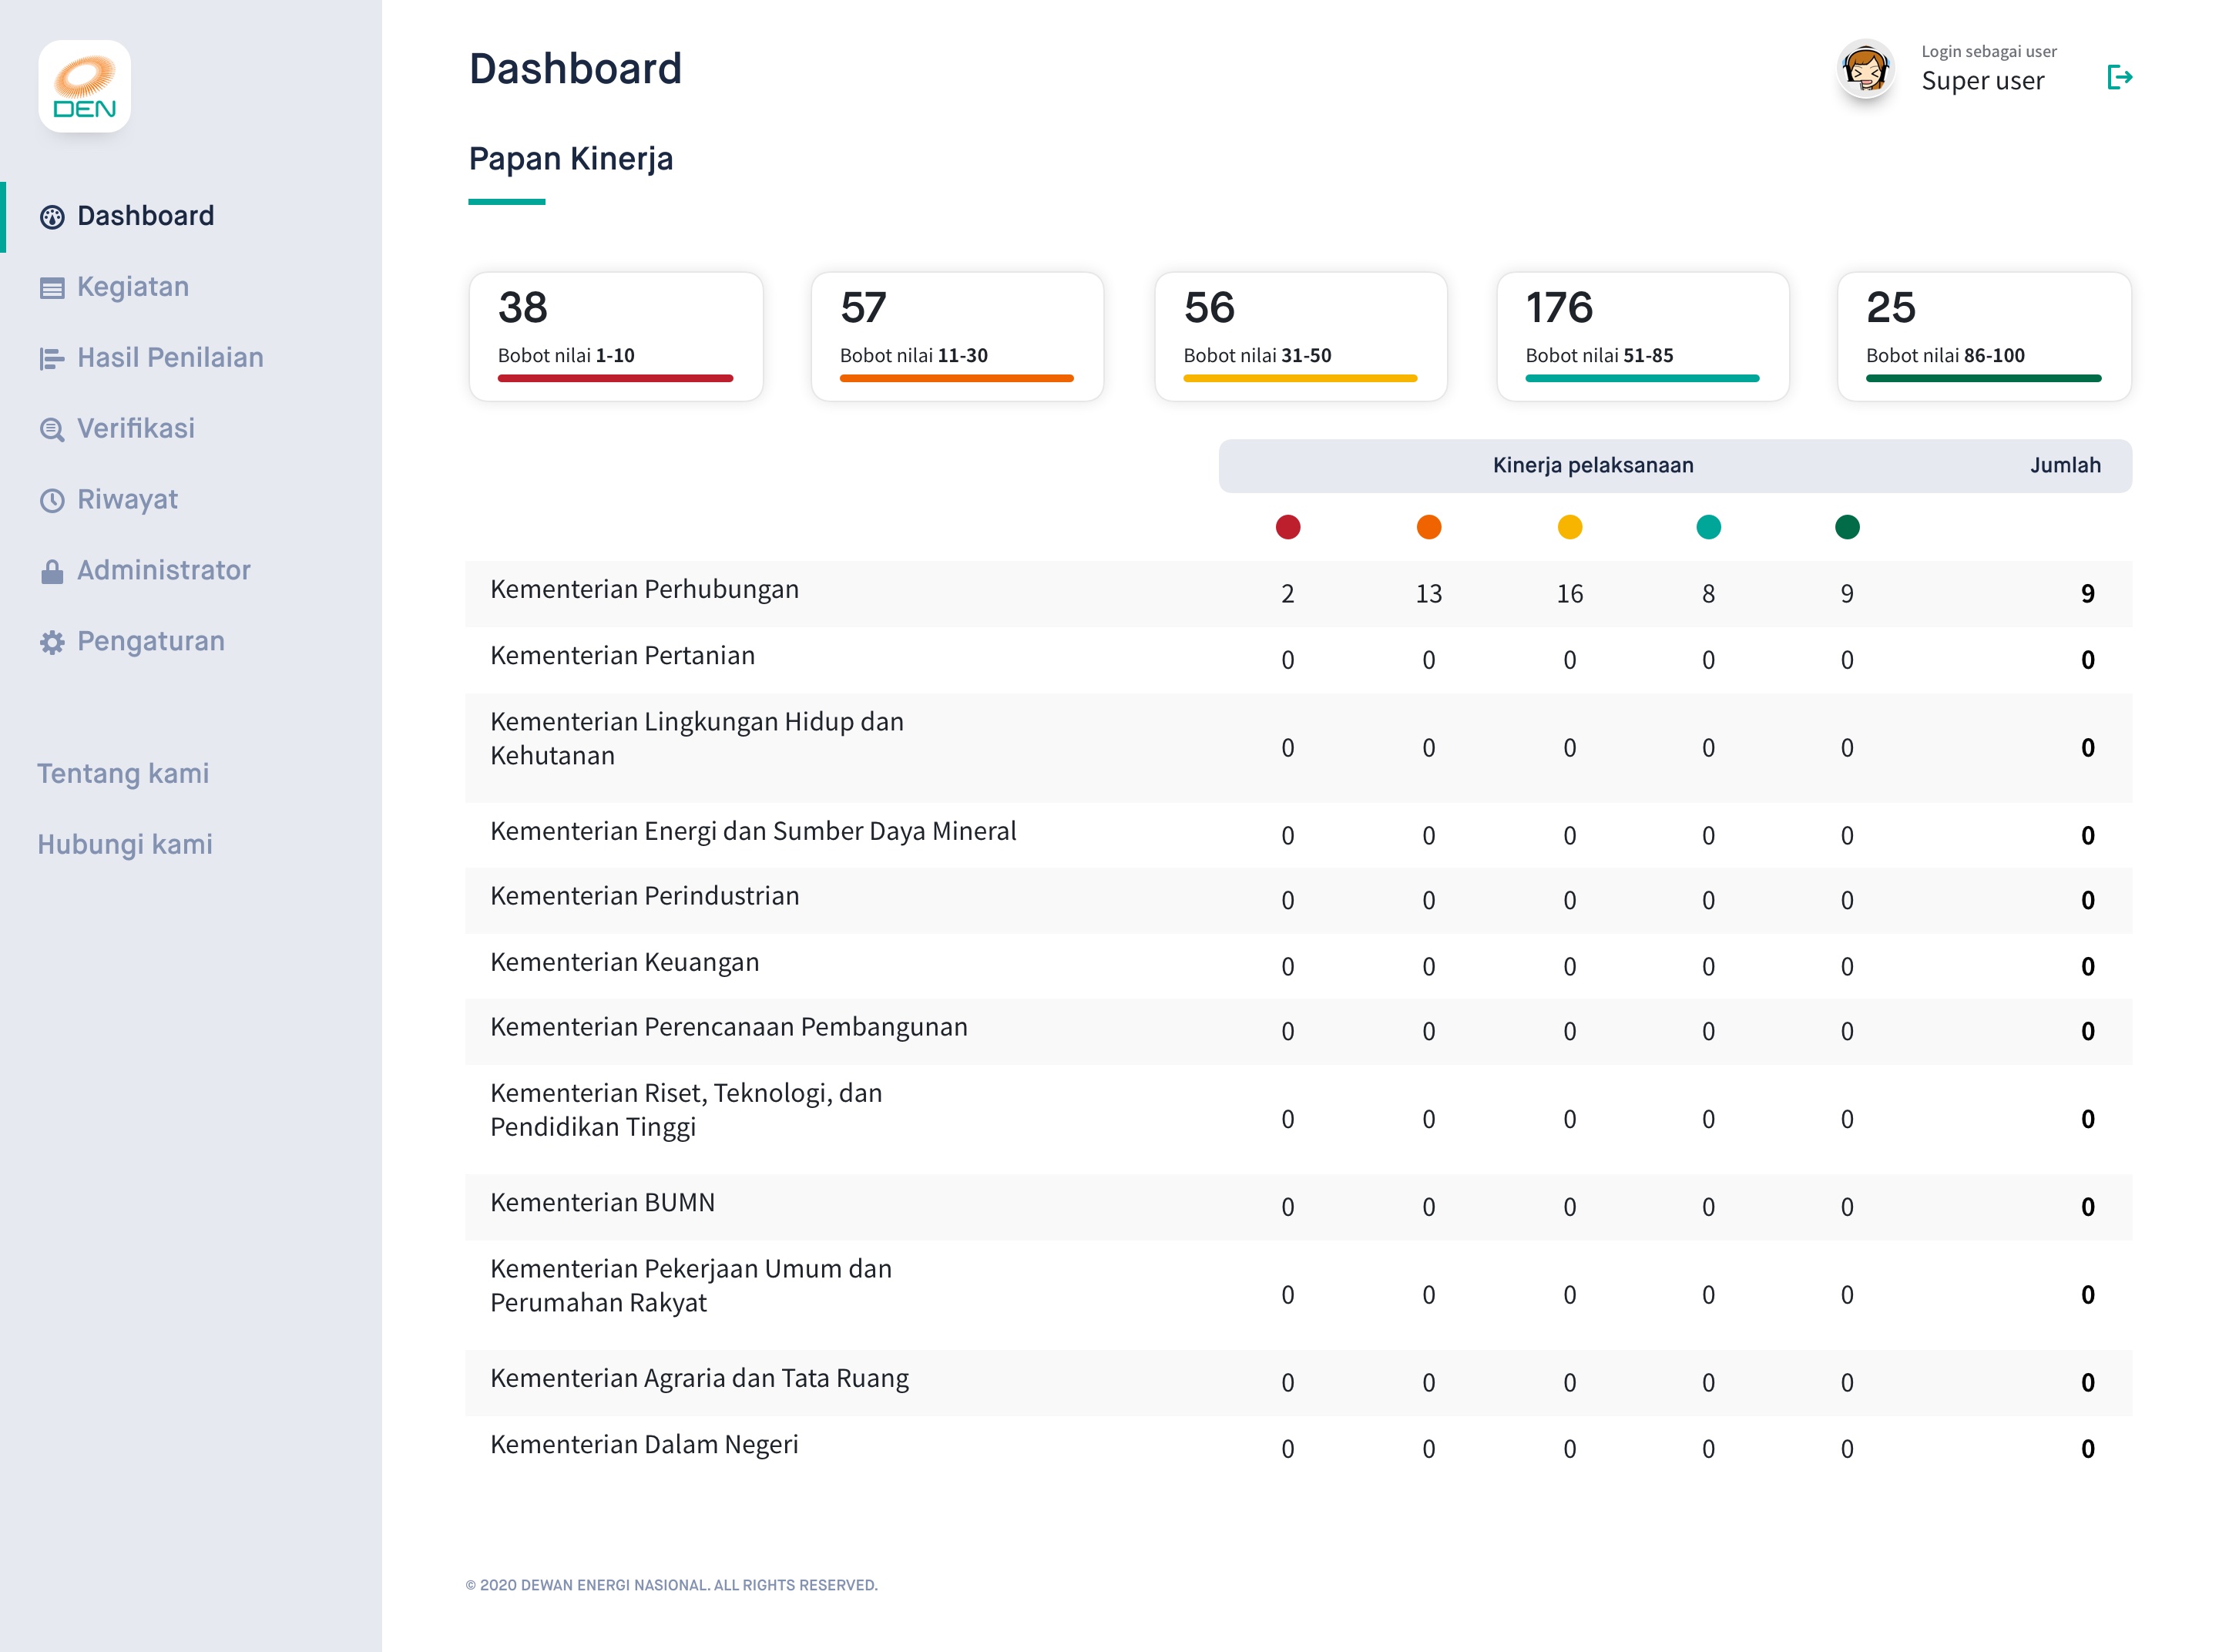 DEN
Dashboard
Kegiatan
Hasil Penilaian
Verifikasi
Riwayat
Administrator
Pengaturan
Tentang kami
Hubungi kami
Dashboard
Login sebagai user
Super user
Papan Kinerja
38
Bobot nilai 1-10
57
Bobot nilai 11-30
56
Bobot nilai 31-50
176
Bobot nilai 51-85
25
Bobot nilai 86-100
Kinerja pelaksanaan Jumlah
Kementerian Perhubungan 2 13 16 8 9 9
Kementerian Pertanian 0 0 0 0 0 0
Kementerian Lingkungan Hidup dan
Kehutanan 0 0 0 0 0 0
Kementerian Energi dan Sumber Daya Mineral 0 0 0 0 0 0
Kementerian Perindustrian 0 0 0 0 0 0
Kementerian Keuangan 0 0 0 0 0 0
Kementerian Perencanaan Pembangunan 0 0 0 0 0 0
Kementerian Riset, Teknologi, dan
Pendidikan Tinggi 0 0 0 0 0 0
Kementerian BUMN 0 0 0 0 0 0
Kementerian Pekerjaan Umum dan
Perumahan Rakyat 0 0 0 0 0 0
Kementerian Agraria dan Tata Ruang 0 0 0 0 0 0
Kementerian Dalam Negeri 0 0 0 0 0 0
© 2020 DEWAN ENERGI NASIONAL. ALL RIGHTS RESERVED.